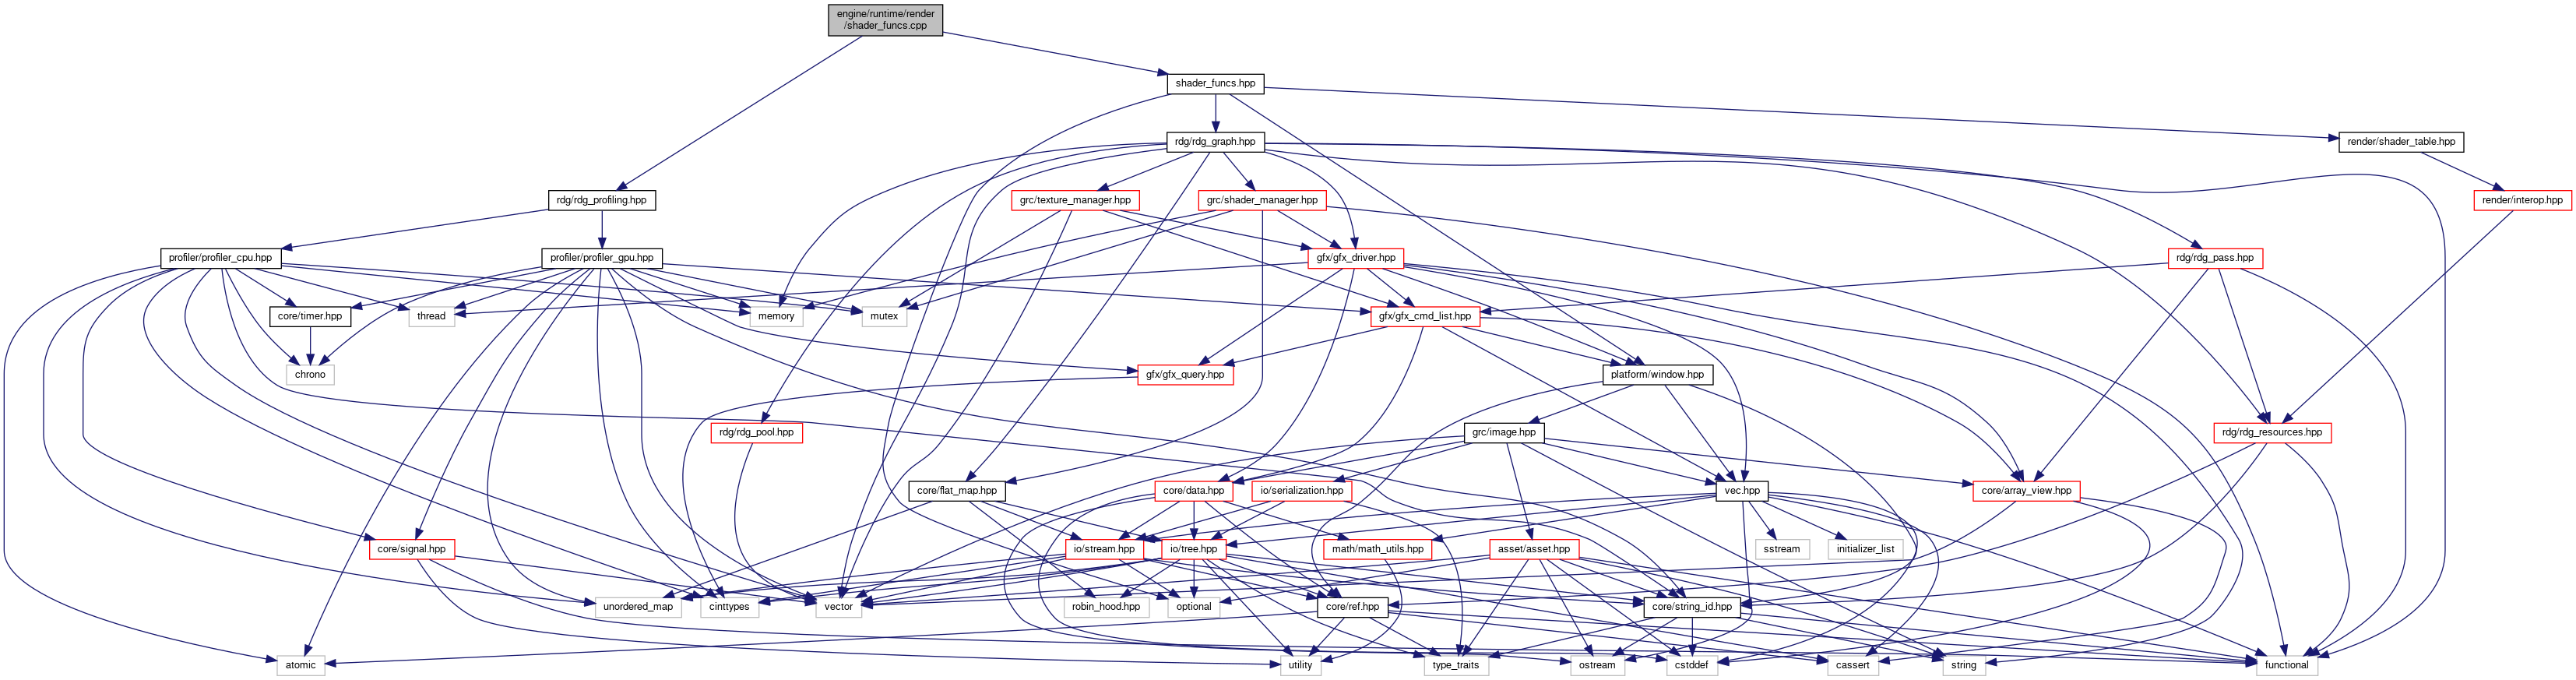 engine/runtime/render
/shader_funcs.cpp
shader_funcs.hpp
rdg/rdg_graph.hpp
render/shader_table.hpp
rdg/rdg_profiling.hpp
grc/texture_manager.hpp
grc/shader_manager.hpp
render/interop.hpp
profiler/profiler_cpu.hpp
profiler/profiler_gpu.hpp
gfx/gfx_driver.hpp
rdg/rdg_pass.hpp
core/timer.hpp
thread
memory
mutex
gfx/gfx_cmd_list.hpp
chrono
gfx/gfx_query.hpp
platform/window.hpp
rdg/rdg_pool.hpp
grc/image.hpp
rdg/rdg_resources.hpp
core/flat_map.hpp
core/data.hpp
io/serialization.hpp
vec.hpp
core/array_view.hpp
core/signal.hpp
io/stream.hpp
io/tree.hpp
math/math_utils.hpp
asset/asset.hpp
sstream
initializer_list
unordered_map
cinttypes
vector
robin_hood.hpp
optional
core/ref.hpp
core/string_id.hpp
atomic
utility
type_traits
ostream
cstddef
cassert
string
functional